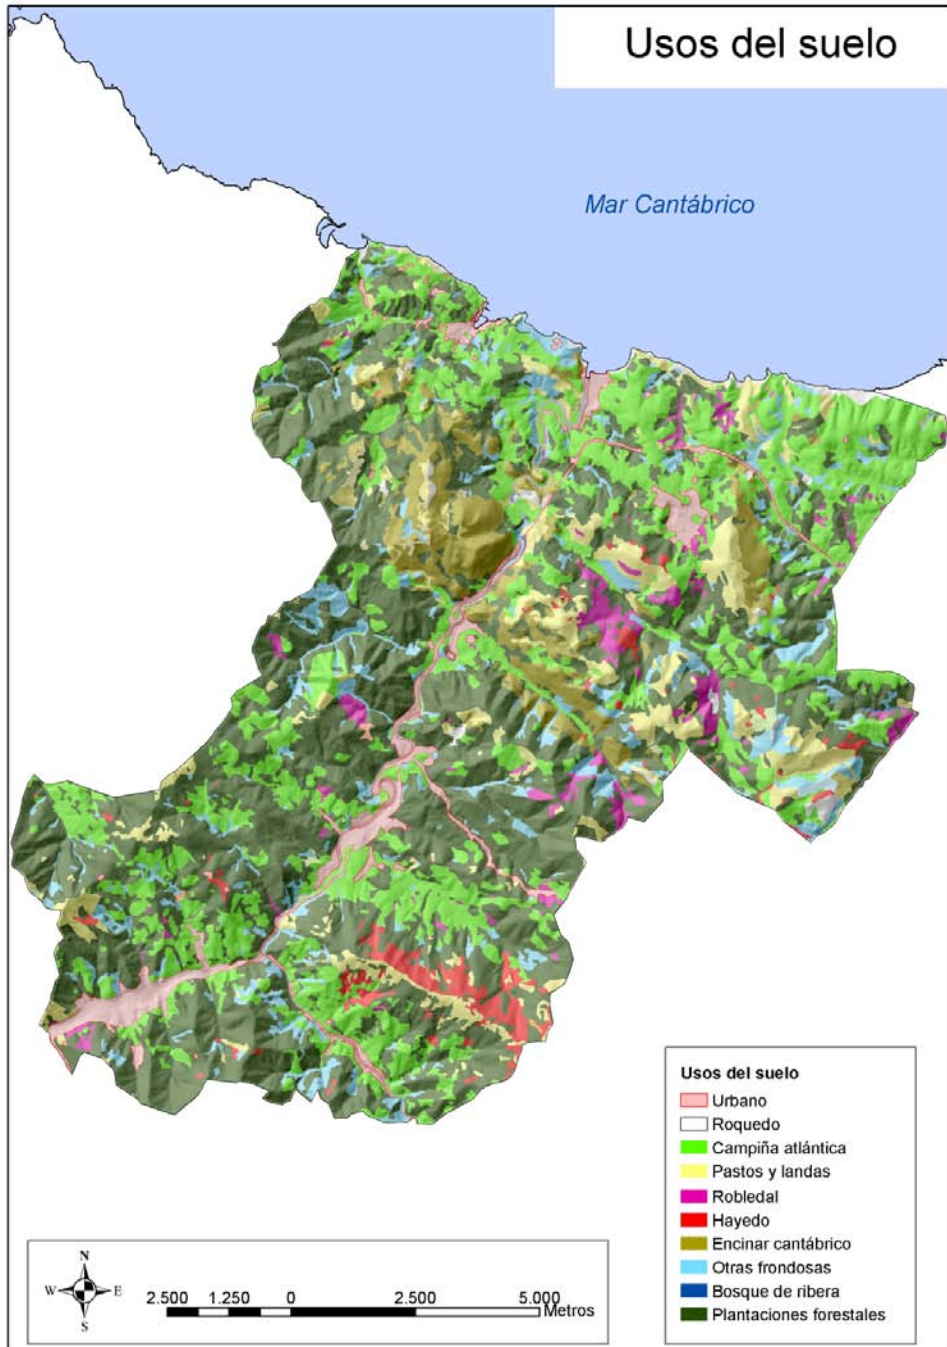 Usos del suelo
Mar Cantábrico
Usos del suelo
Urbano
Roquedo
Campiña atlántica
Pastos y landas
Robledal
Hayedo
Encinar cantábrico
Otras frondosas
Bosque de ribera
Plantaciones forestales
N
W E
S
2.500 1.250 0 2.500 5.000
Metros